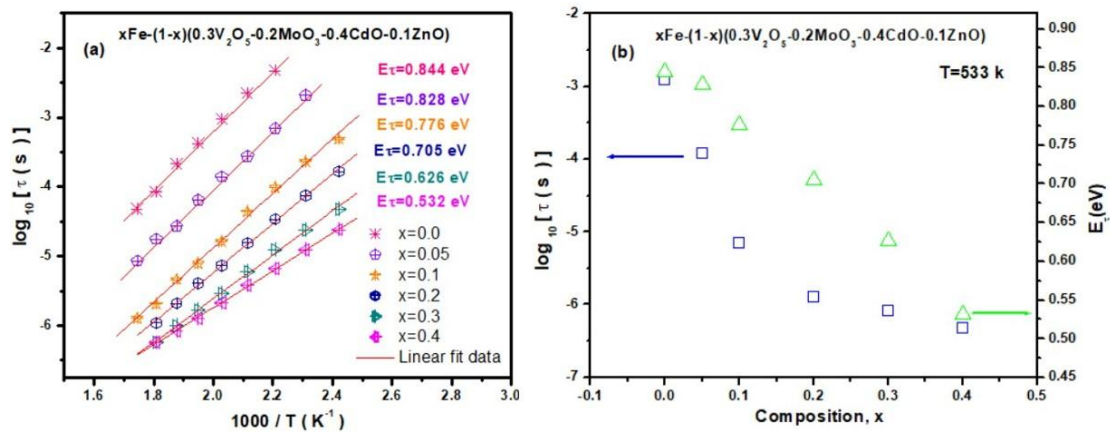 (a)
xFe-(1-x)(0.3V₂O₅-0.2MoO₃-0.4CdO-0.1ZnO)
Eτ=0.844 eV
Eτ=0.828 eV
Eτ=0.776 eV
Eτ=0.705 eV
Eτ=0.626 eV
Eτ=0.532 eV
x=0.0
x=0.05
x=0.1
x=0.2
x=0.3
x=0.4
Linear fit data
log₁₀ [ τ ( s ) ]
-1
-2
-3
-4
-5
-6
1.6
1.8
2.0
2.2
2.4
2.6
2.8
3.0
1000 / T ( K⁻¹ )
(b)
xFe-(1-x)(0.3V₂O₅-0.2MoO₃-0.4CdO-0.1ZnO)
T=533 k
log₁₀ [ τ ( s ) ]
-2
-3
-4
-5
-6
-7
0.90
0.85
0.80
0.75
0.70
0.65
0.60
0.55
0.50
0.45
Eτ(eV)
-0.1
0.0
0.1
0.2
0.3
0.4
0.5
Composition, x